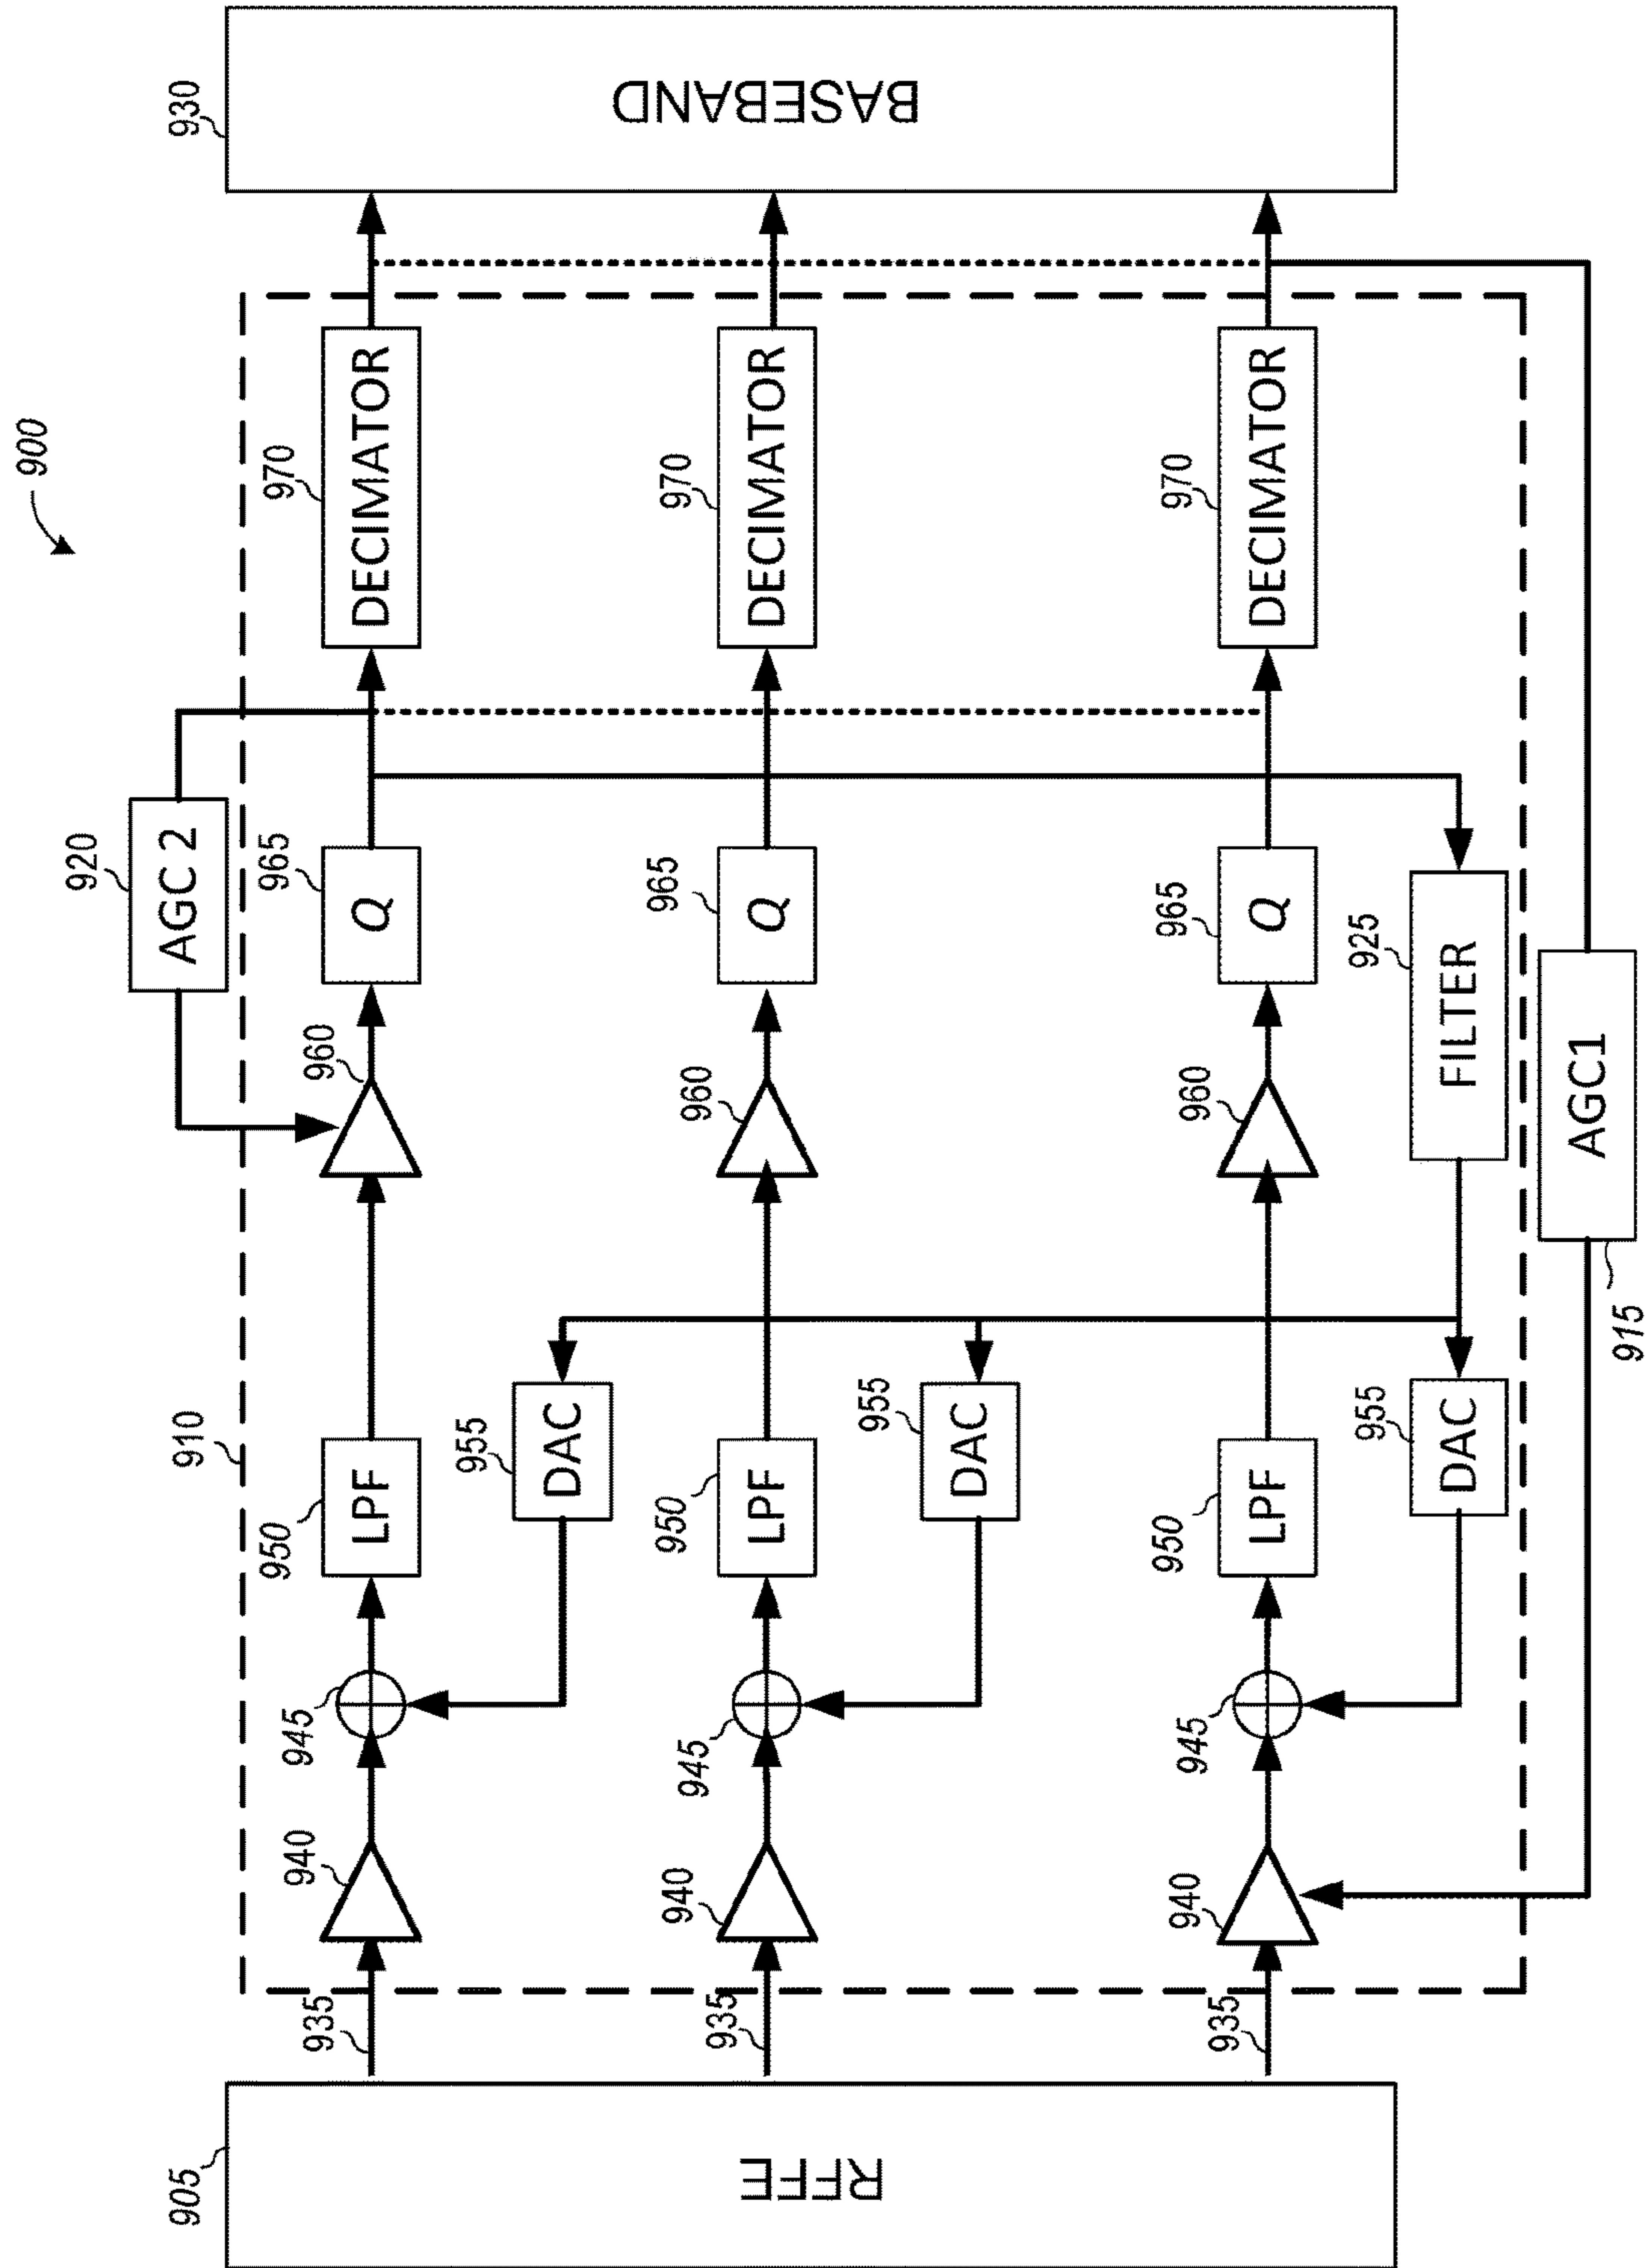 900
905
RFFE
910
935
940
945
950
LPF
955
DAC
960
920
AGC 2
965
Q
970
DECIMATOR
930
BASEBAND
935
940
945
950
LPF
955
DAC
960
965
Q
970
DECIMATOR
935
940
945
950
LPF
955
DAC
960
965
Q
925
FILTER
970
DECIMATOR
915
AGC1